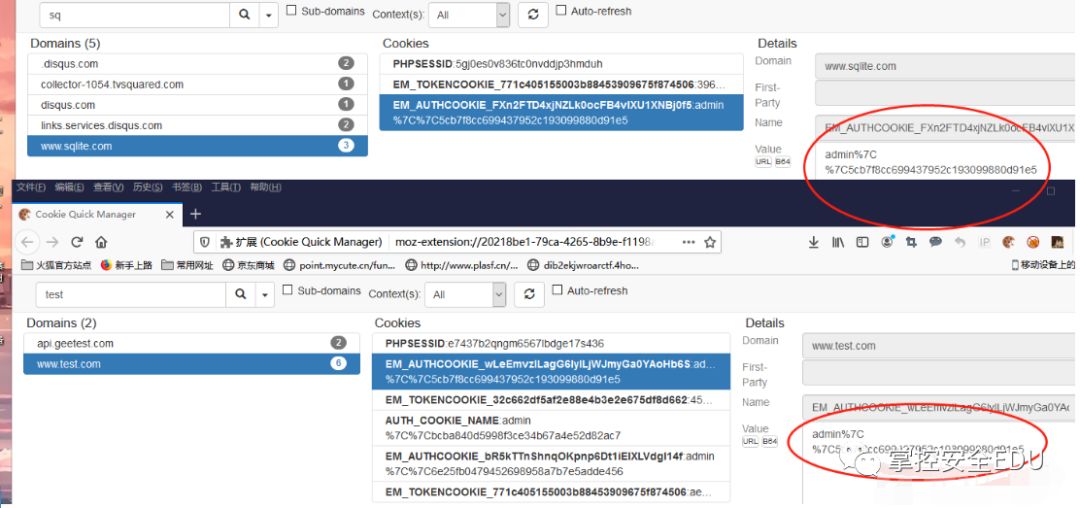 sq
Sub-domains
Context(s):
All
Auto-refresh
Domains (5)
.disqus.com 2
collector-1054.tvsquared.com 1
disqus.com 1
links.services.disqus.com 2
www.sqlite.com 3
Cookies
PHPSESSID:5gj0es0v836tc0nvddjp3hmduh
EM_TOKENCOOKIE_771c405155003b88453909675f874506:396...
EM_AUTHCOOKIE_FXn2FTD4xjNZLk0ocFB4vlXU1XNBj0f5:admin
%7C%7C5cb7f8cc699437952c193099880d91e5
Details
Domain
www.sqlite.com
First-
Party
Name
EM_AUTHCOOKIE_FXn2FTD4xjNZLk0ocFB4vlXU1X
Value
URL B64
admin%7C
%7C5cb7f8cc699437952c193099880d91e5
文件(F) 编辑(E) 查看(V) 历史(S) 书签(B) 工具(T) 帮助(H)
Cookie Quick Manager
扩展 (Cookie Quick Manager)
moz-extension://20218be1-79ca-4265-8b9e-f1198
IP
火狐官方站点
新手上路
常用网址
京东商城
point.mycute.cn/fun...
http://www.plasf.cn/...
dib2ekjwroarctf.4ho...
移动设备上的
test
Sub-domains
Context(s):
All
Auto-refresh
Domains (2)
api.geetest.com 2
www.test.com 6
Cookies
PHPSESSID:e7437b2qngm6567lbdge17s436
EM_AUTHCOOKIE_wLeEmvziLagG6IyILjWJmyGa0YAoHb6S:ad...
%7C%7C5cb7f8cc699437952c193099880d91e5
EM_TOKENCOOKIE_32c662df5af2e88e4b3e2e675df8d662:45...
AUTH_COOKIE_NAME:admin
%7C%7Cbcba840d5998f3ce34b67a4e52d82ac7
EM_AUTHCOOKIE_bR5kTTnShnqOKpnp6Dt1iEIXLVdgI14f:admin
%7C%7C6e25fb0479452698958a7b7e5adde456
EM_TOKENCOOKIE_771c405155003b88453909675f874506:ae...
Details
Domain
www.test.com
First-
Party
Name
EM_AUTHCOOKIE_wLeEmvziLagG6IyILjWJmyGa0YA
Value
URL B64
admin%7C
掌控安全EDU